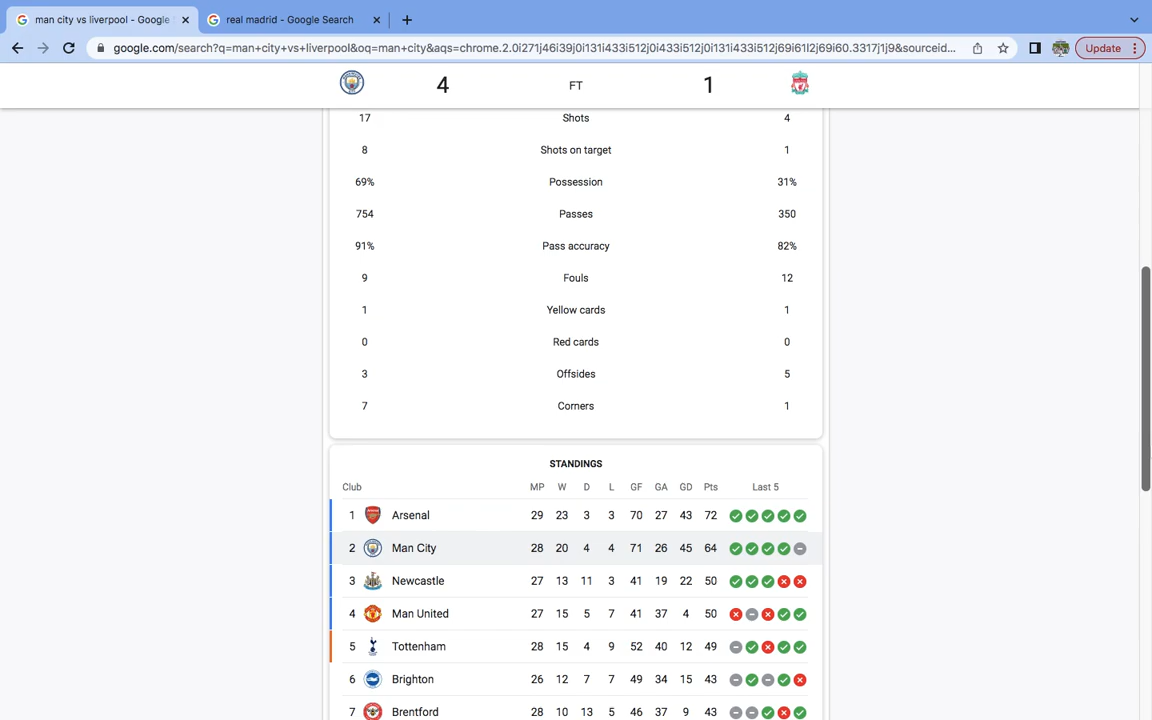 man city vs liverpool - Google
real madrid - Google Search
google.com/search?q=man+city+vs+liverpool&oq=man+city&aqs=chrome.2.0i271j46i39j0i131i433i512j0i433i512j0i131i433i512j69i61l2j69i60.3317j1j9&sourceid...
Update
4 FT 1
17 Shots 4
8 Shots on target 1
69% Possession 31%
754 Passes 350
91% Pass accuracy 82%
9 Fouls 12
1 Yellow cards 1
0 Red cards 0
3 Offsides 5
7 Corners 1
STANDINGS
Club MP W D L GF GA GD Pts Last 5
1 Arsenal 29 23 3 3 70 27 43 72
2 Man City 28 20 4 4 71 26 45 64
3 Newcastle 27 13 11 3 41 19 22 50
4 Man United 27 15 5 7 41 37 4 50
5 Tottenham 28 15 4 9 52 40 12 49
6 Brighton 26 12 7 7 49 34 15 43
7 Brentford 28 10 13 5 46 37 9 43